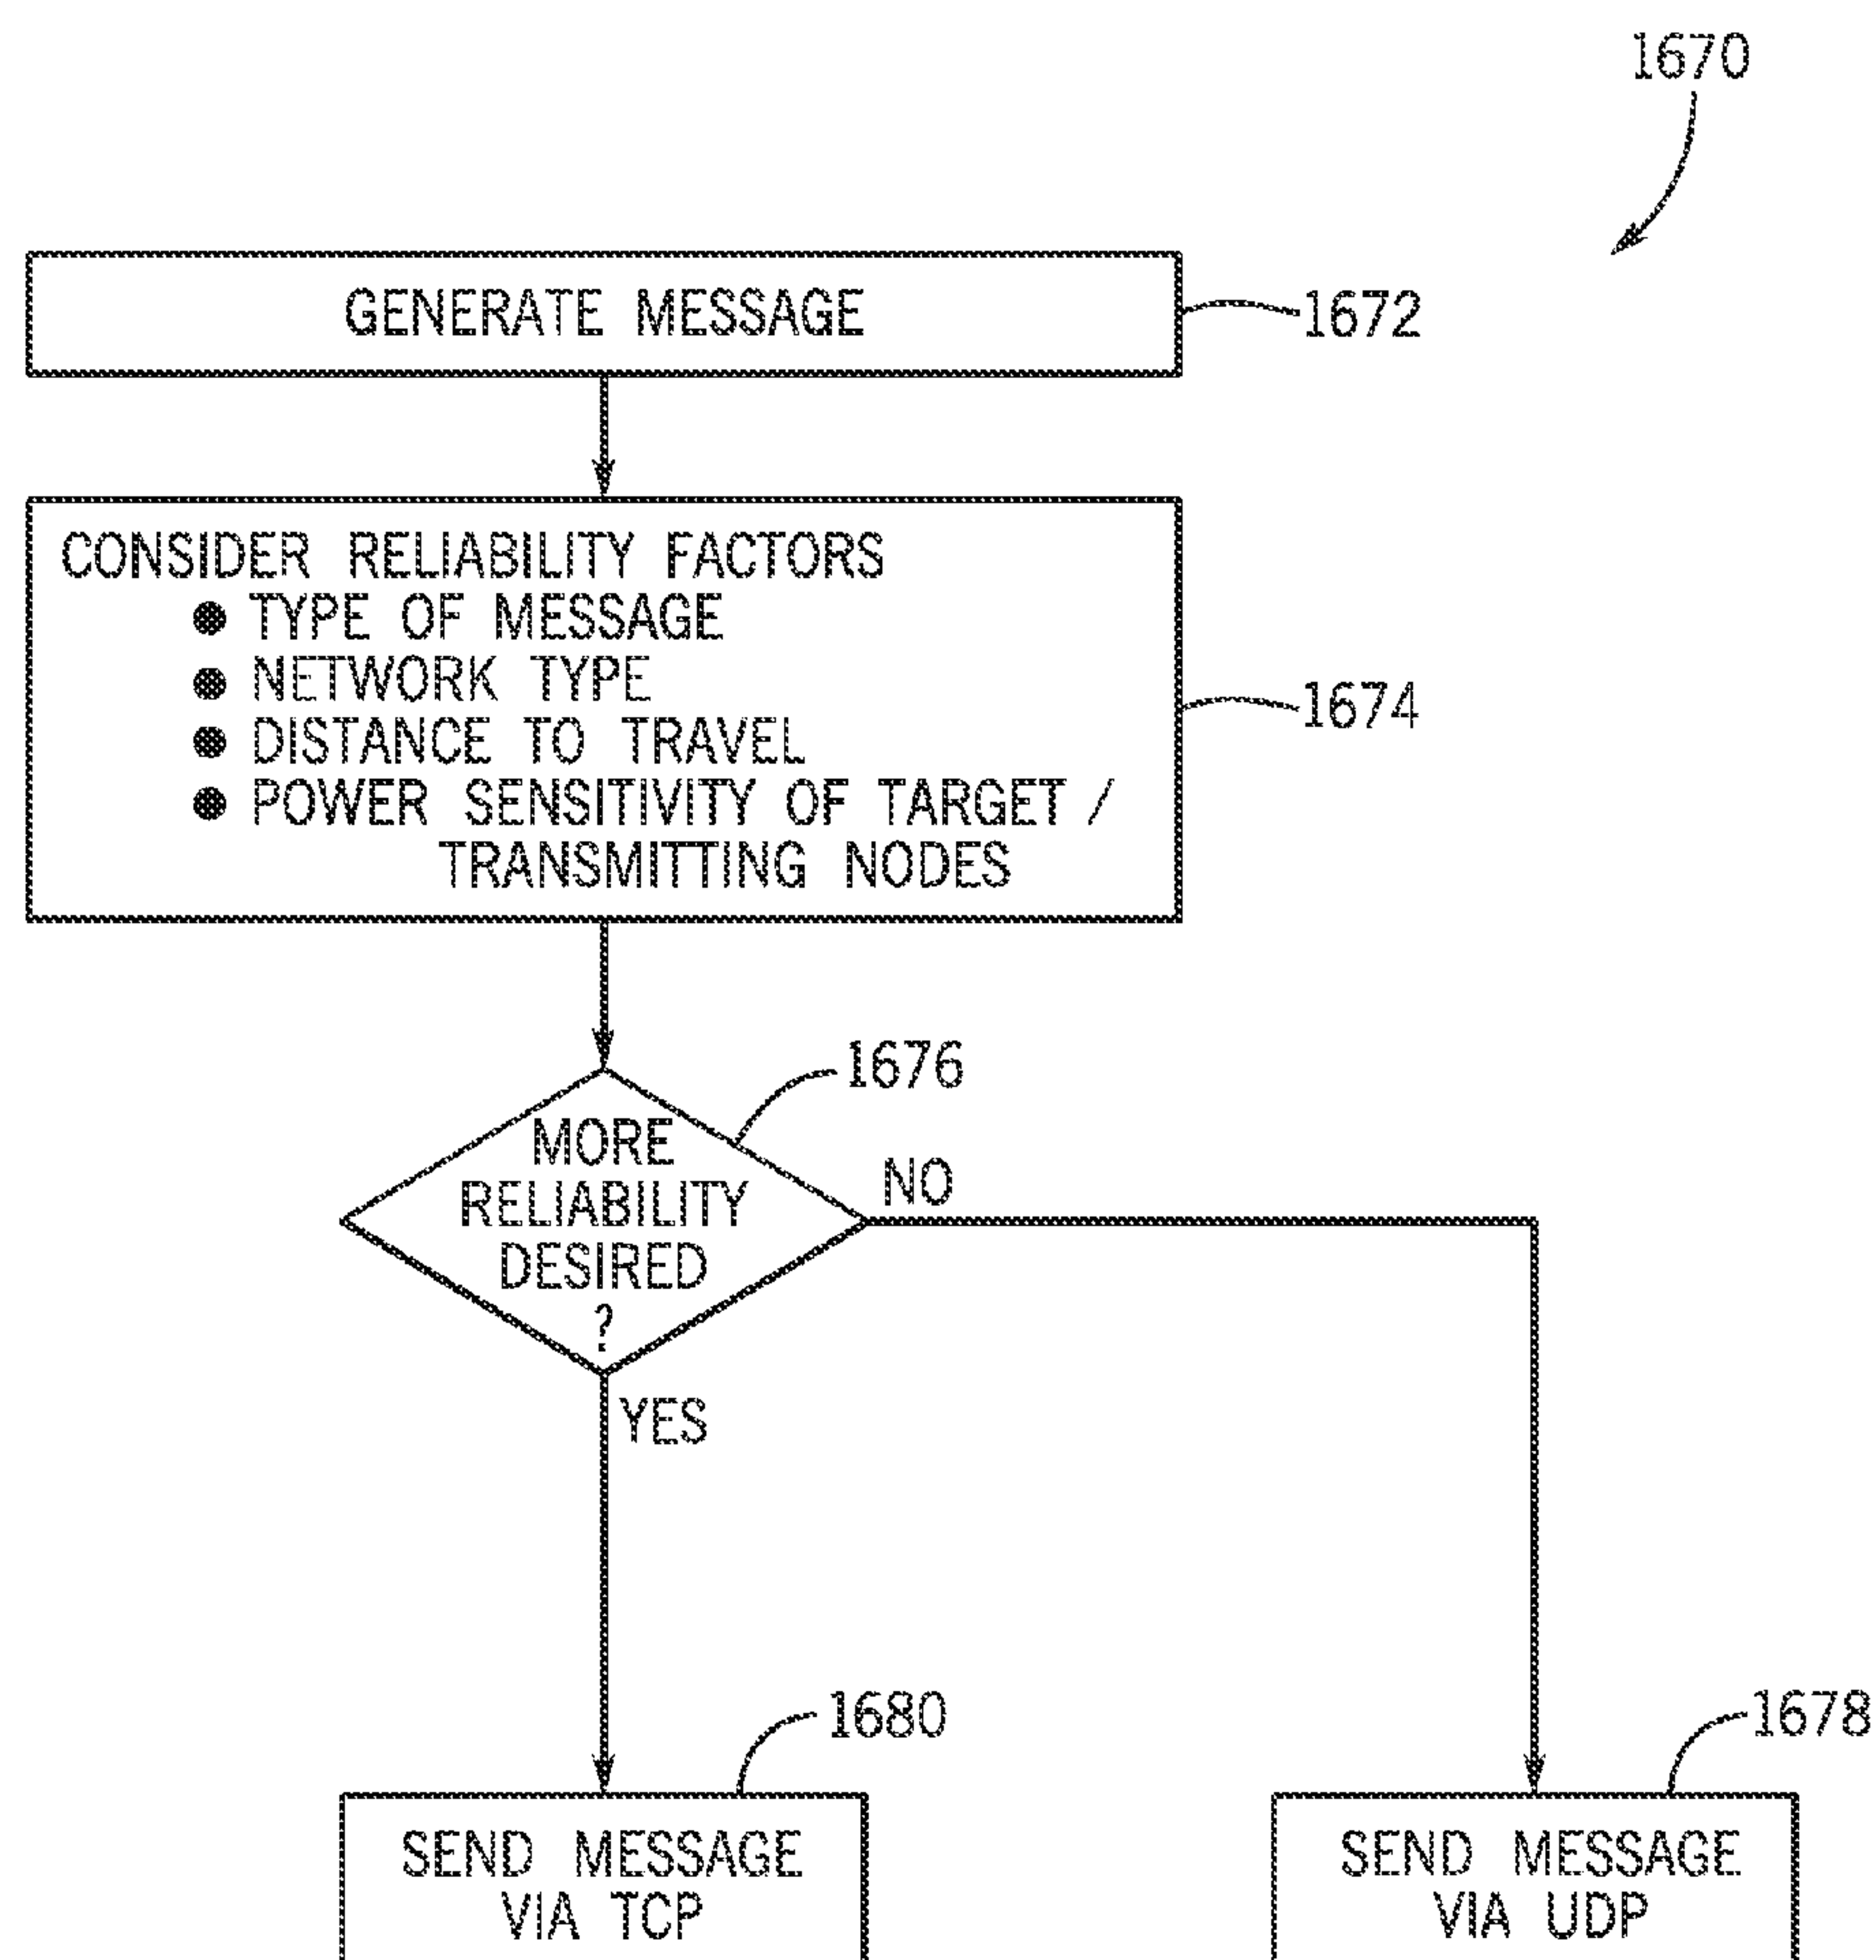 1670
GENERATE MESSAGE
1672
CONSIDER RELIABILITY FACTORS
● TYPE OF MESSAGE
● NETWORK TYPE
● DISTANCE TO TRAVEL
● POWER SENSITIVITY OF TARGET /
TRANSMITTING NODES
1674
1676
MORE
RELIABILITY
DESIRED
?
NO
YES
1680
SEND MESSAGE
VIA TCP
1678
SEND MESSAGE
VIA UDP